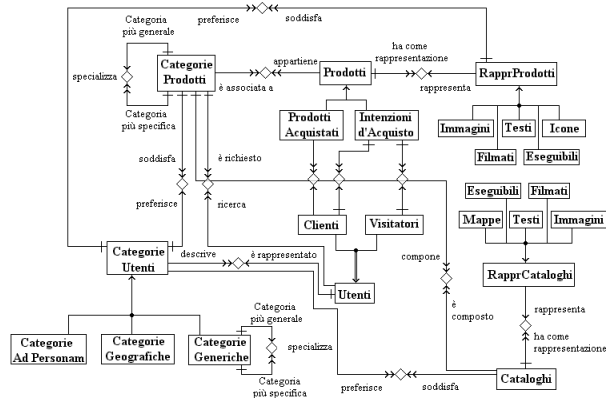 preferisce
soddisfa
Categoria
più generale
specializza
Categoria
più specifica
Categorie
Prodotti
appartiene
è associata a
Prodotti
ha come
rappresentazione
rappresenta
RapprProdotti
Immagini
Testi
Icone
Filmati
Eseguibili
Prodotti
Acquistati
Intenzioni
d'Acquisto
soddisfa
preferisce
è richiesto
ricerca
Clienti
Visitatori
Eseguibili
Filmati
Mappe
Testi
Immagini
RapprCataloghi
Categorie
Utenti
descrive
è rappresentato
Utenti
compone
è
composto
rappresenta
ha come
rappresentazione
Categorie
Ad Personam
Categorie
Geografiche
Categorie
Generiche
Categoria
più generale
specializza
Categoria
più specifica
preferisce
soddisfa
Cataloghi